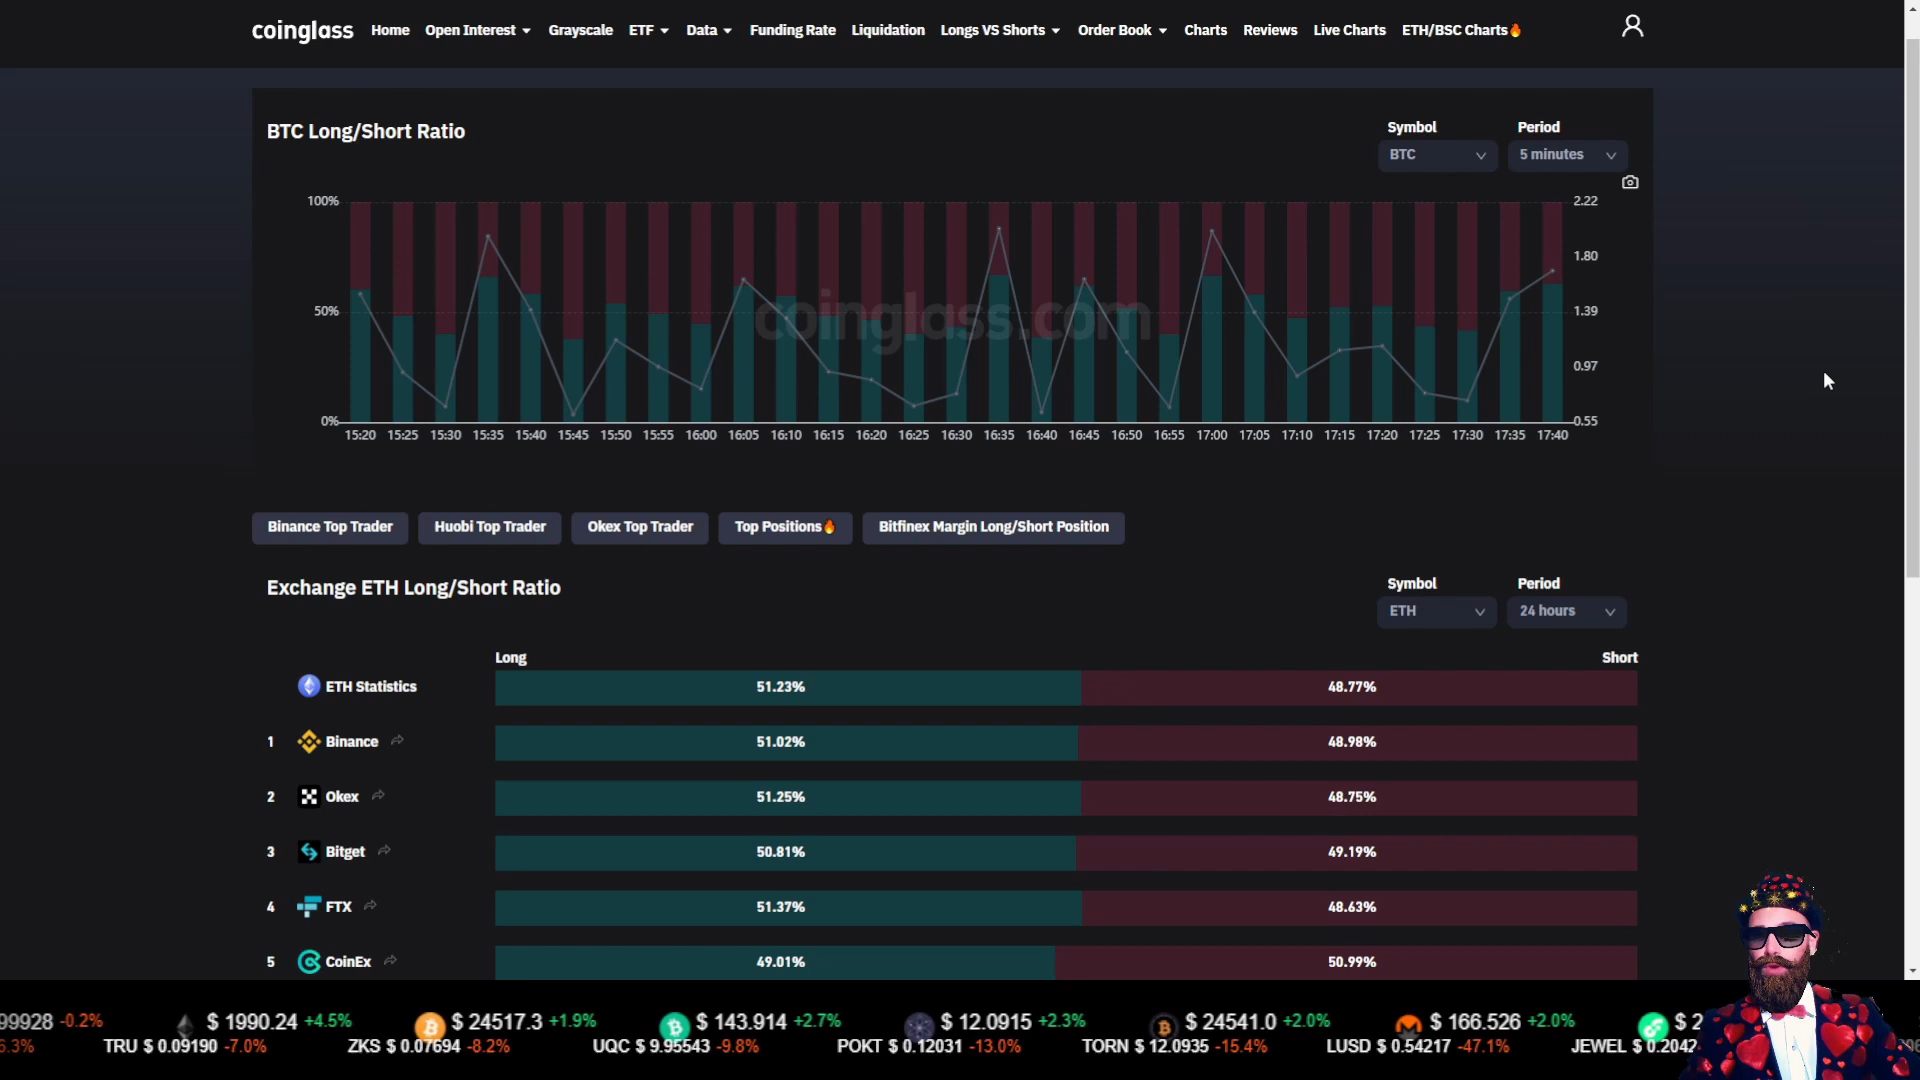 coinglass Home Open Interest Grayscale ETF Data Funding Rate Liquidation Longs VS Shorts Order Book Charts Reviews Live Charts ETH/BSC Charts
BTC Long/Short Ratio
Symbol Period
BTC 5 minutes
100% 2.22
1.80
50% 1.39
coinglass.com
0.97
0% 0.55
15:20 15:25 15:30 15:35 15:40 15:45 15:50 15:55 16:00 16:05 16:10 16:15 16:20 16:25 16:30 16:35 16:40 16:45 16:50 16:55 17:00 17:05 17:10 17:15 17:20 17:25 17:30 17:35 17:40
Binance Top Trader Huobi Top Trader Okex Top Trader Top Positions Bitfinex Margin Long/Short Position
Exchange ETH Long/Short Ratio
Symbol Period
ETH 24 hours
Long Short
ETH Statistics 51.23% 48.77%
1 Binance 51.02% 48.98%
2 Okex 51.25% 48.75%
3 Bitget 50.81% 49.19%
4 FTX 51.37% 48.63%
5 CoinEx 49.01% 50.99%
99928 -0.2% $ 1990.24 +4.5% $ 24517.3 +1.9% $ 143.914 +2.7% $ 12.0915 +2.3% $ 24541.0 +2.0% $ 166.526 +2.0% $ 2
6.3% TRU $ 0.09190 -7.0% ZKS $ 0.07694 -8.2% UQC $ 9.95543 -9.8% POKT $ 0.12031 -13.0% TORN $ 12.0935 -15.4% LUSD $ 0.54217 -47.1% JEWEL $ 0.2042